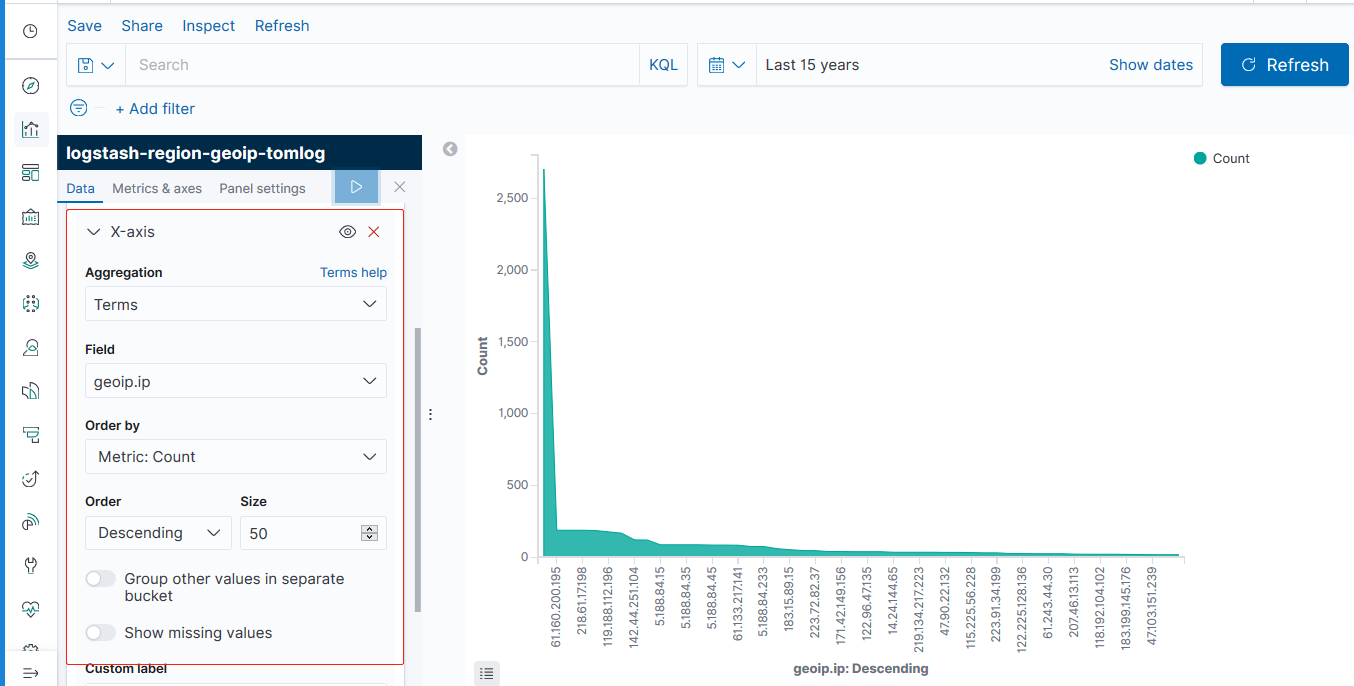 Save Share Inspect Refresh
Search KQL Last 15 years Show dates Refresh
+ Add filter
logstash-region-geoip-tomlog
Data Metrics & axes Panel settings
X-axis
Aggregation Terms help
Terms
Field
geoip.ip
Order by
Metric: Count
Order Size
Descending 50
Group other values in separate
bucket
Show missing values
Custom label
Count
2,500
2,000
1,500
1,000
500
0
Count
61.160.200.195
218.61.17.198
119.188.112.196
142.44.251.104
5.188.84.15
5.188.84.35
5.188.84.45
61.133.217.141
5.188.84.233
183.15.89.15
223.72.82.37
171.42.149.156
122.96.47.135
14.24.144.65
219.134.217.223
47.90.22.132
115.225.56.228
223.91.34.199
122.225.128.136
61.243.44.30
207.46.13.113
118.192.104.102
183.199.145.176
47.103.151.239
geoip.ip: Descending